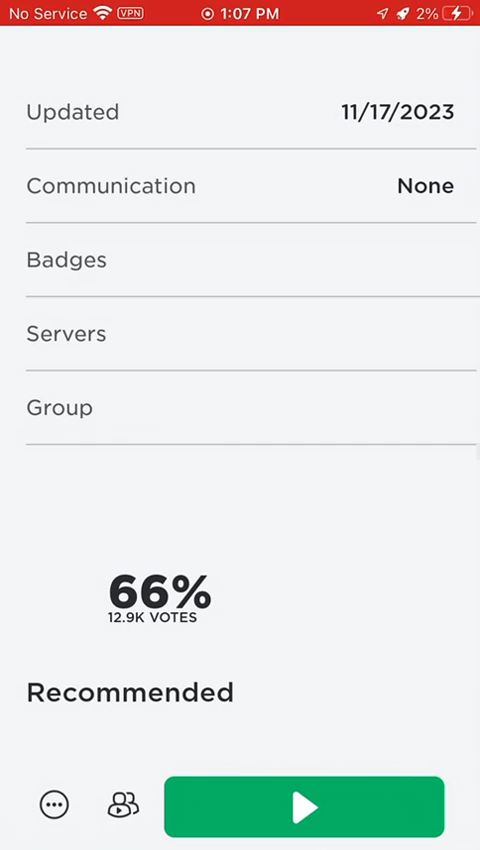 No Service VPN 1:07 PM 2%
Updated 11/17/2023
Communication None
Badges
Servers
Group
66%
12.9K VOTES
Recommended